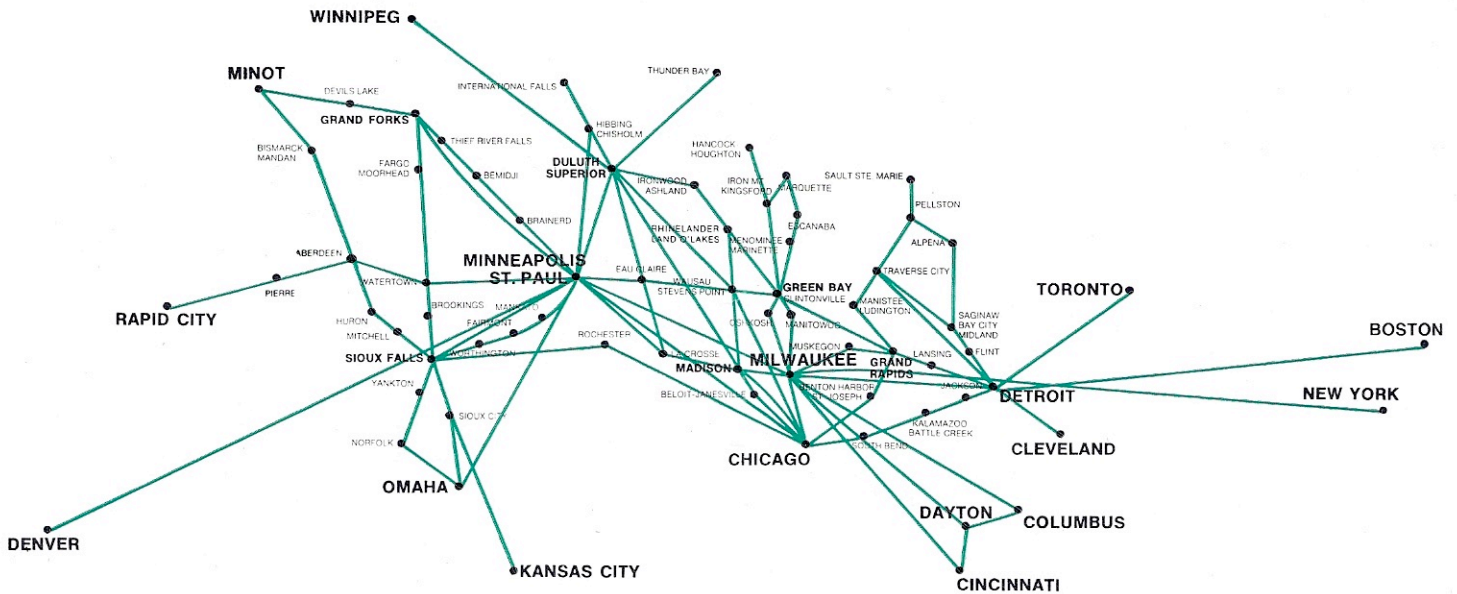 WINNIPEG
MINOT
DEVILS LAKE
GRAND FORKS
INTERNATIONAL FALLS
THUNDER BAY
HIBBING
CHISHOLM
THIEF RIVER FALLS
BISMARCK
MANDAN
FARGO
MOORHEAD
BEMIDJI
DULUTH
SUPERIOR
HANCOCK
HOUGHTON
IRONWOOD
ASHLAND
IRON MT.
KINGSFORD
MARQUETTE
SAULT STE. MARIE
PELLSTON
BRAINERD
ESCANABA
RHINELANDER
LAND O'LAKES
MENOMINEE
MARINETTE
ALPENA
ABERDEEN
PIERRE
RAPID CITY
WATERTOWN
MINNEAPOLIS
ST. PAUL
EAU CLAIRE
WAUSAU
STEVENS POINT
GREEN BAY
CLINTONVILLE
TRAVERSE CITY
TORONTO
HURON
MITCHELL
BROOKINGS
MANKATO
FAIRMONT
OSHKOSH
MANITOWOC
MANISTEE
LUDINGTON
SAGINAW
BAY CITY
MIDLAND
BOSTON
SIOUX FALLS
WORTHINGTON
ROCHESTER
LA CROSSE
MADISON
MILWAUKEE
MUSKEGON
GRAND
RAPIDS
LANSING
FLINT
YANKTON
BELOIT-JANESVILLE
BENTON HARBOR
ST. JOSEPH
JACKSON
DETROIT
NEW YORK
SIOUX CITY
NORFOLK
KALAMAZOO
BATTLE CREEK
CHICAGO
SOUTH BEND
CLEVELAND
OMAHA
DENVER
DAYTON
COLUMBUS
KANSAS CITY
CINCINNATI